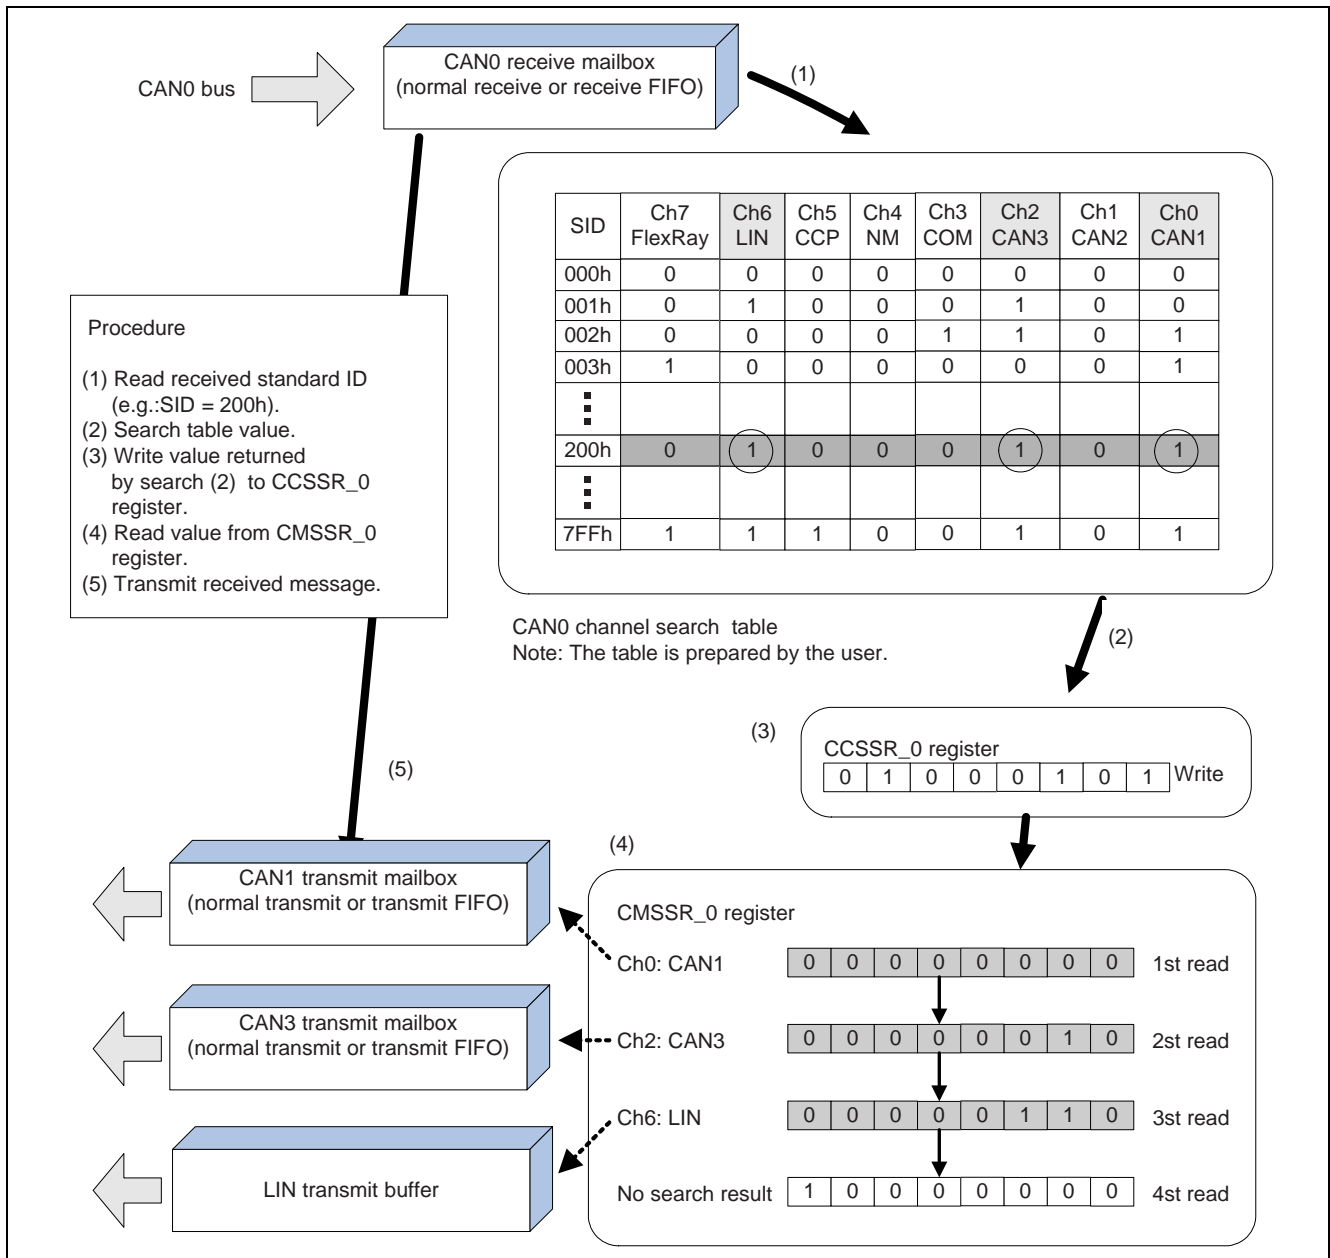 CAN0 bus
CAN0 receive mailbox
(normal receive or receive FIFO)
(1)
SID Ch7 FlexRay Ch6 LIN Ch5 CCP Ch4 NM Ch3 COM Ch2 CAN3 Ch1 CAN2 Ch0 CAN1
000h 0 0 0 0 0 0 0 0
001h 0 1 0 0 0 1 0 0
002h 0 0 0 0 1 1 0 1
003h 1 0 0 0 0 0 0 1
200h 0 1 0 0 0 1 0 1
7FFh 1 1 1 0 0 1 0 1
Procedure
(1) Read received standard ID
(e.g.:SID = 200h).
(2) Search table value.
(3) Write value returned
by search (2) to CCSSR_0
register.
(4) Read value from CMSSR_0
register.
(5) Transmit received message.
CAN0 channel search table
Note: The table is prepared by the user.
(2)
(3)
CCSSR_0 register
0 1 0 0 0 1 0 1 Write
(5)
(4)
CAN1 transmit mailbox
(normal transmit or transmit FIFO)
CAN3 transmit mailbox
(normal transmit or transmit FIFO)
LIN transmit buffer
CMSSR_0 register
Ch0: CAN1 0 0 0 0 0 0 0 0 1st read
Ch2: CAN3 0 0 0 0 0 0 1 0 2st read
Ch6: LIN 0 0 0 0 0 1 1 0 3st read
No search result 1 0 0 0 0 0 0 0 4st read